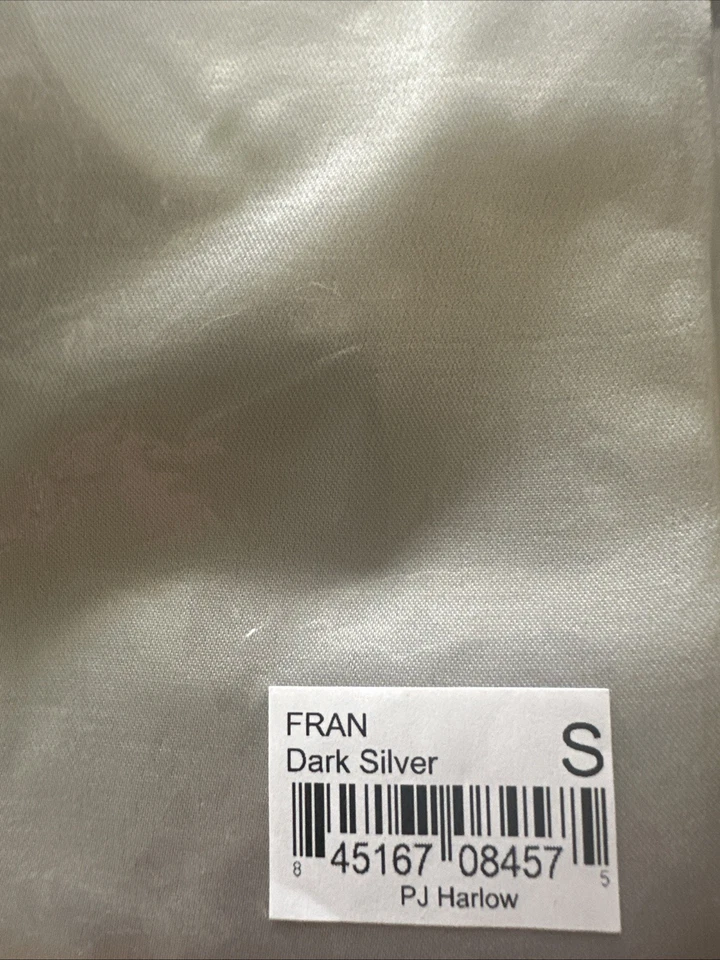 FRAN
Dark Silver
S
8 45167 08457 5
PJ Harlow